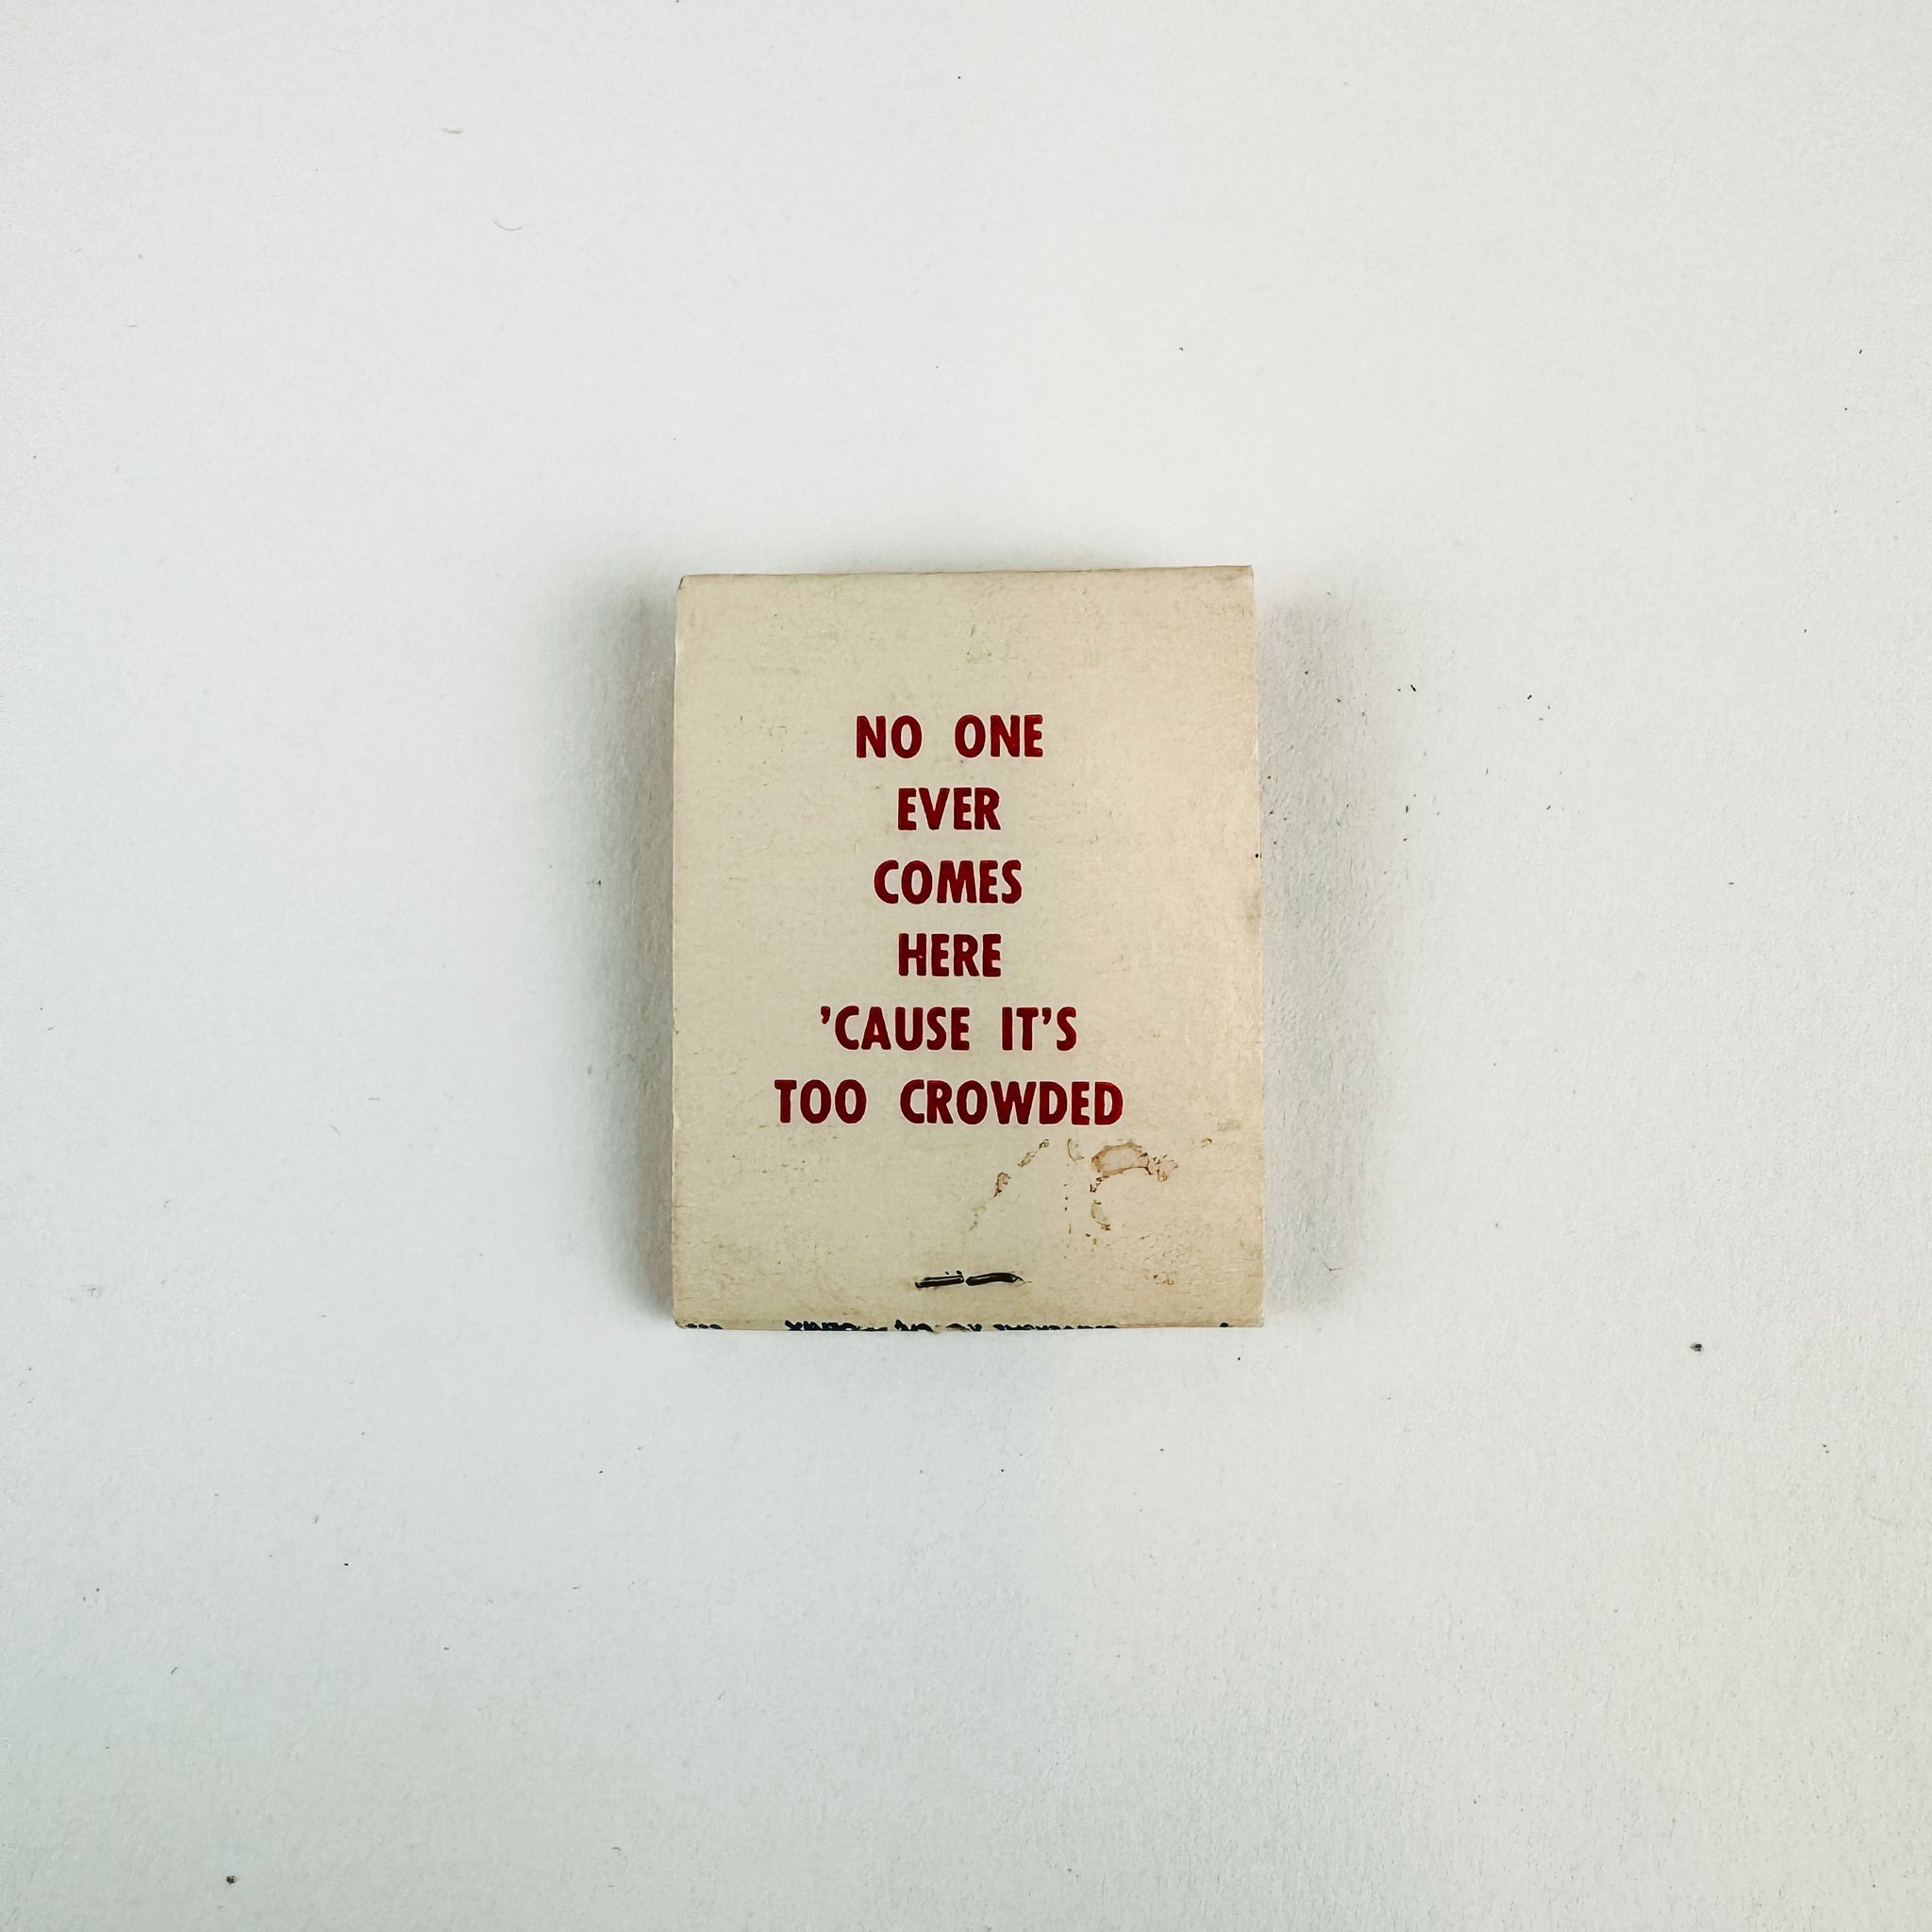 NO ONE
EVER
COMES
HERE
’CAUSE IT’S
TOO CROWDED